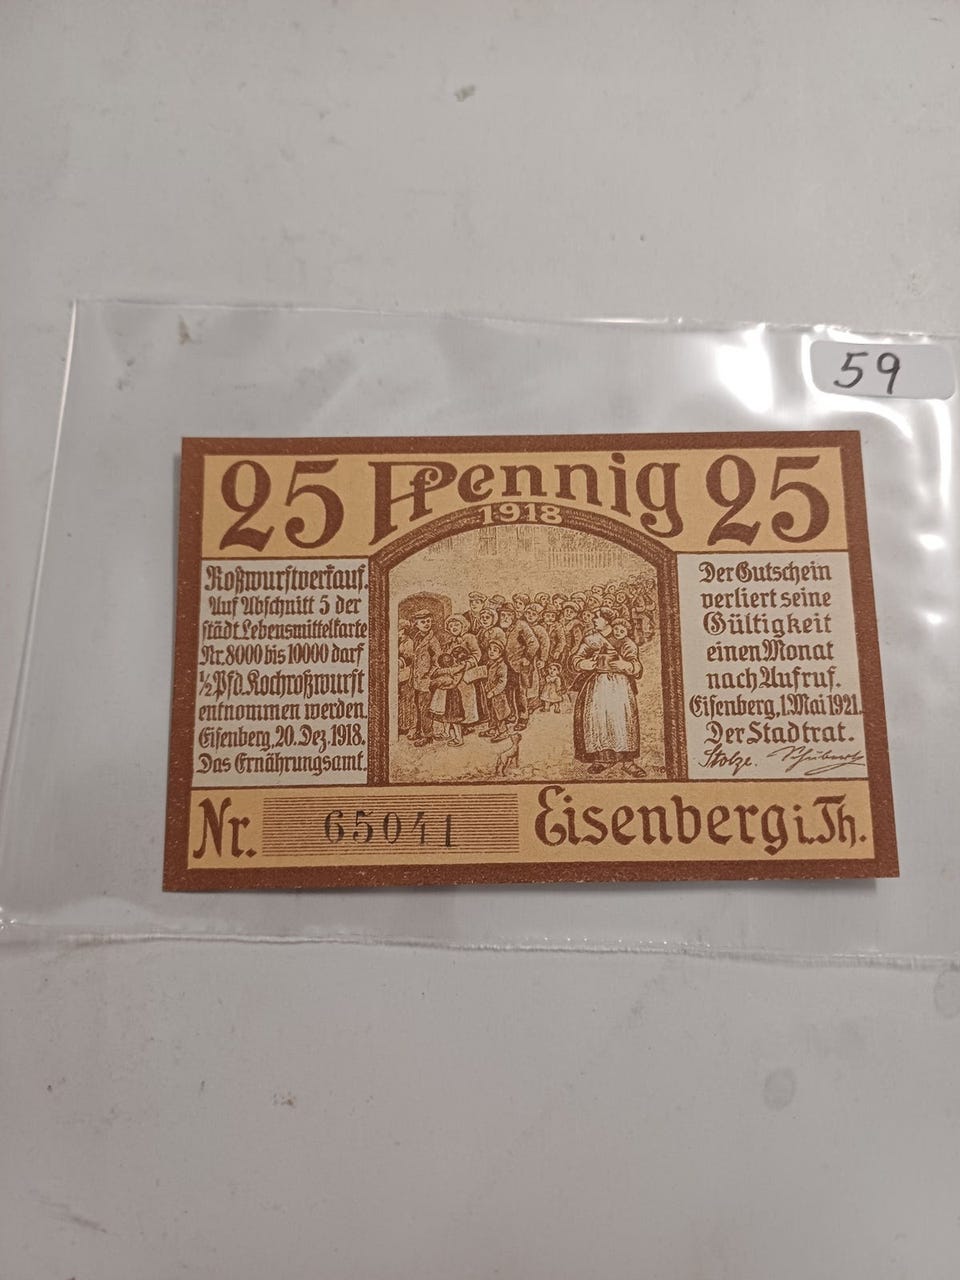 59
25 Pfennig 25
1918
Roßwurstverkauf.
Auf Abschnitt 5 der
städt. Lebensmittelkarte
Nr. 8000 bis 10000 darf
½ Pfd. Kochroßwurst
entnommen werden.
Eisenberg, 20. Dez. 1918.
Das Ernährungsamt.
Der Gutschein
verliert seine
Gültigkeit
einen Monat
nach Aufruf.
Eisenberg, 1. Mai 1921.
Der Stadtrat.
Stolze. Schubert
Nr. 65041 Eisenberg i. Th.